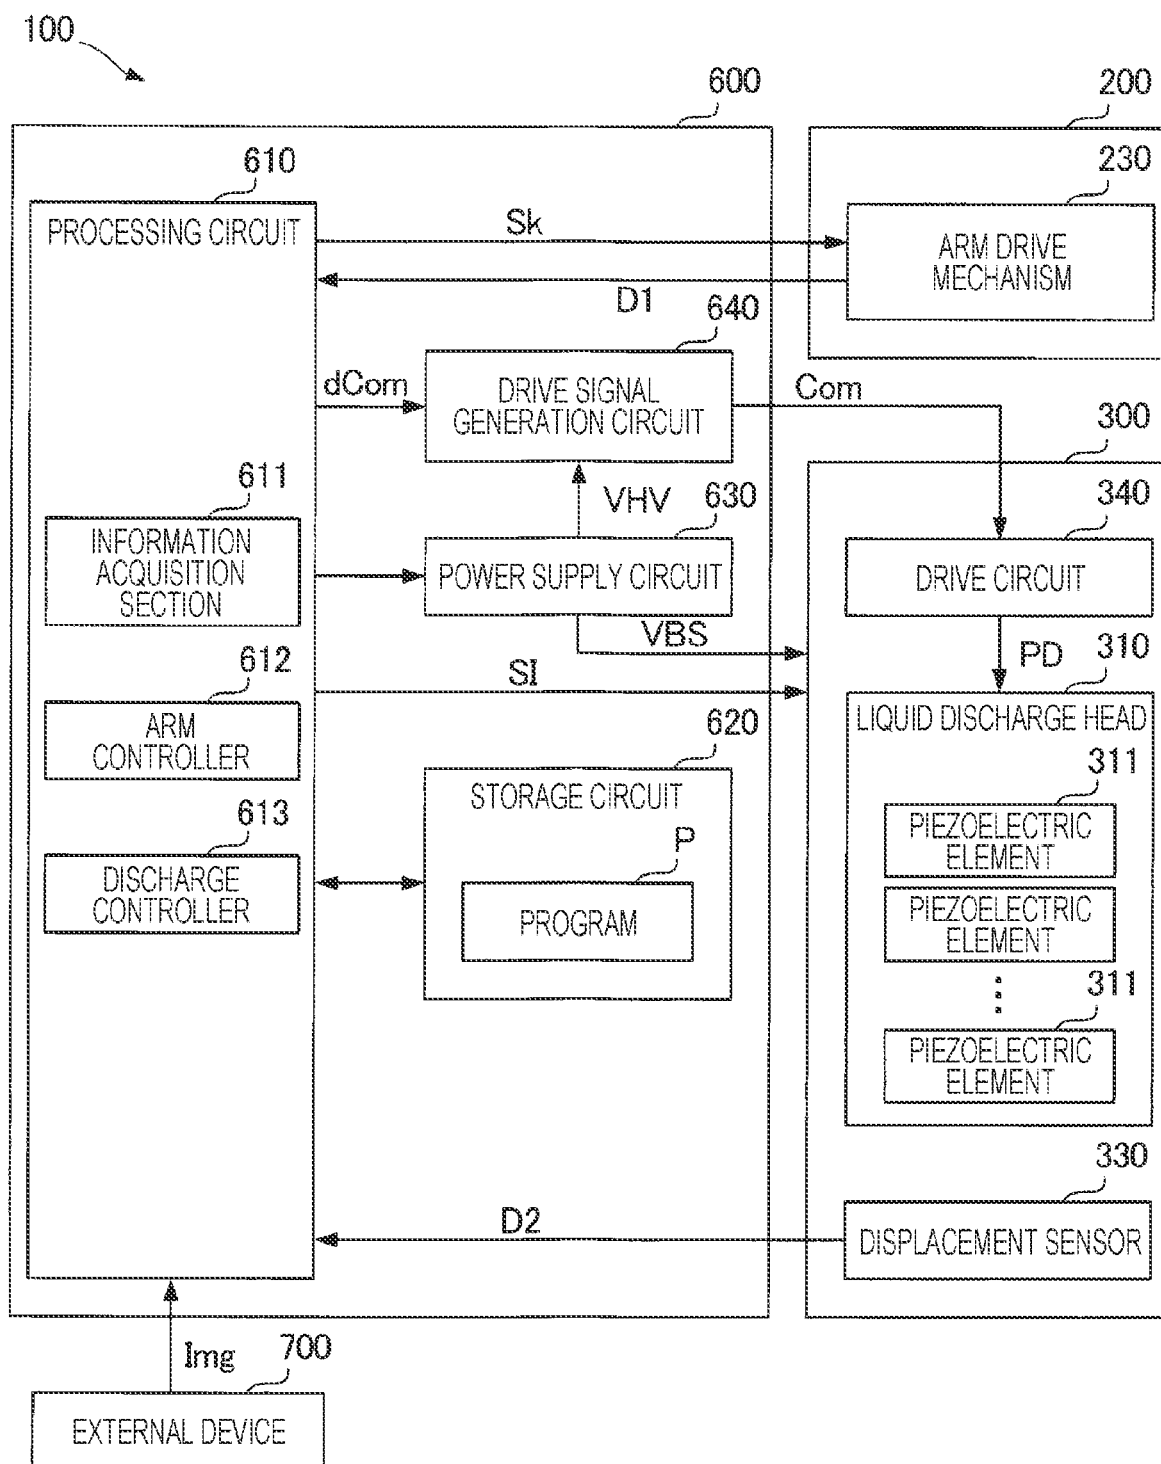 100
600
200
610
230
PROCESSING CIRCUIT
Sk
ARM DRIVE
MECHANISM
D1
640
dCom
DRIVE SIGNAL
GENERATION CIRCUIT
Com
300
611
VHV
630
340
INFORMATION
ACQUISITION
SECTION
POWER SUPPLY CIRCUIT
DRIVE CIRCUIT
VBS
PD
310
612
SI
ARM
CONTROLLER
620
LIQUID DISCHARGE HEAD
STORAGE CIRCUIT
311
613
P
PIEZOELECTRIC
ELEMENT
DISCHARGE
CONTROLLER
PROGRAM
PIEZOELECTRIC
ELEMENT
311
PIEZOELECTRIC
ELEMENT
330
D2
DISPLACEMENT SENSOR
Img
700
EXTERNAL DEVICE